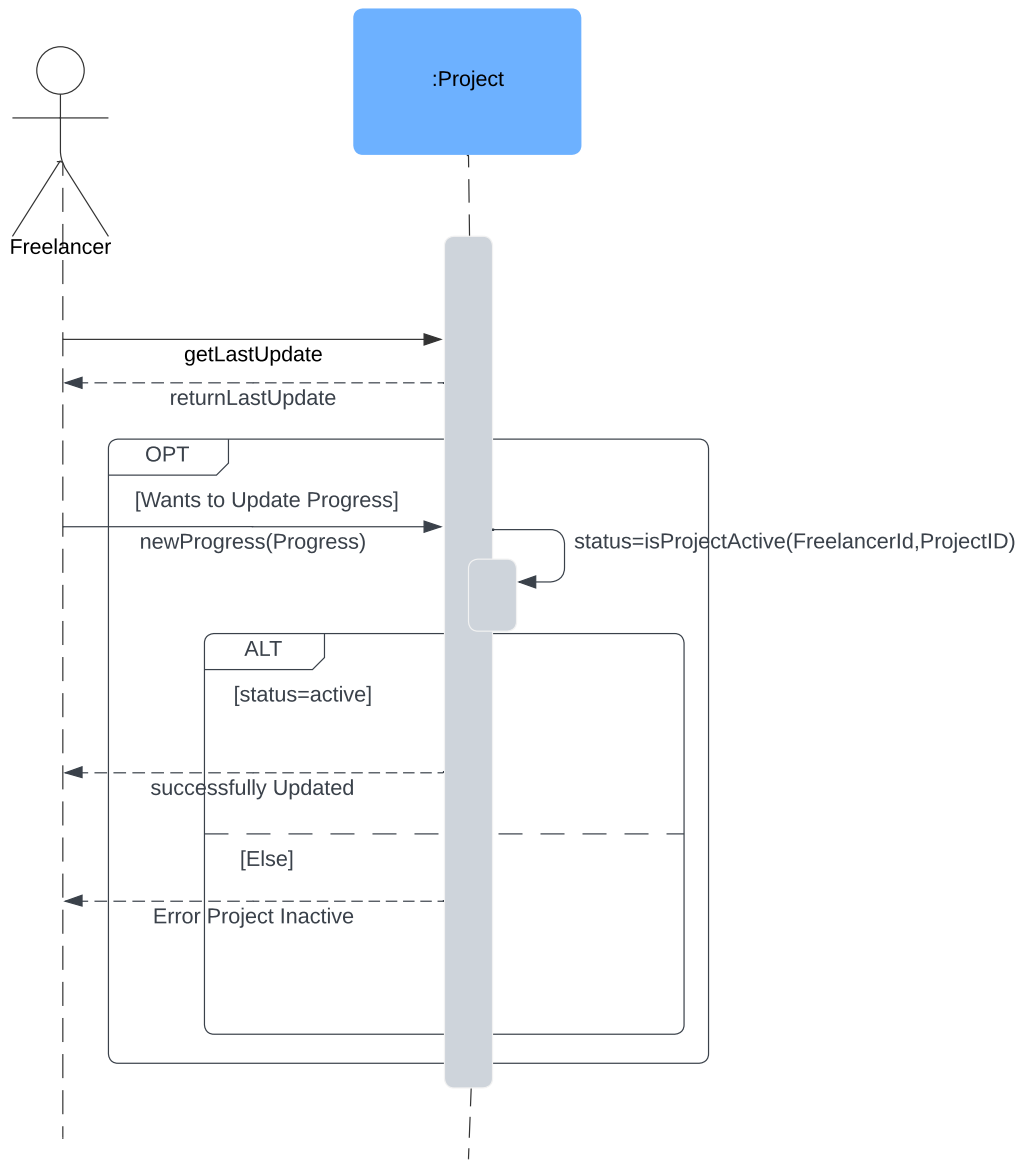 :Project
Freelancer
getLastUpdate
returnLastUpdate
OPT
[Wants to Update Progress]
newProgress(Progress)
status=isProjectActive(FreelancerId,ProjectID)
ALT
[status=active]
successfully Updated
[Else]
Error Project Inactive